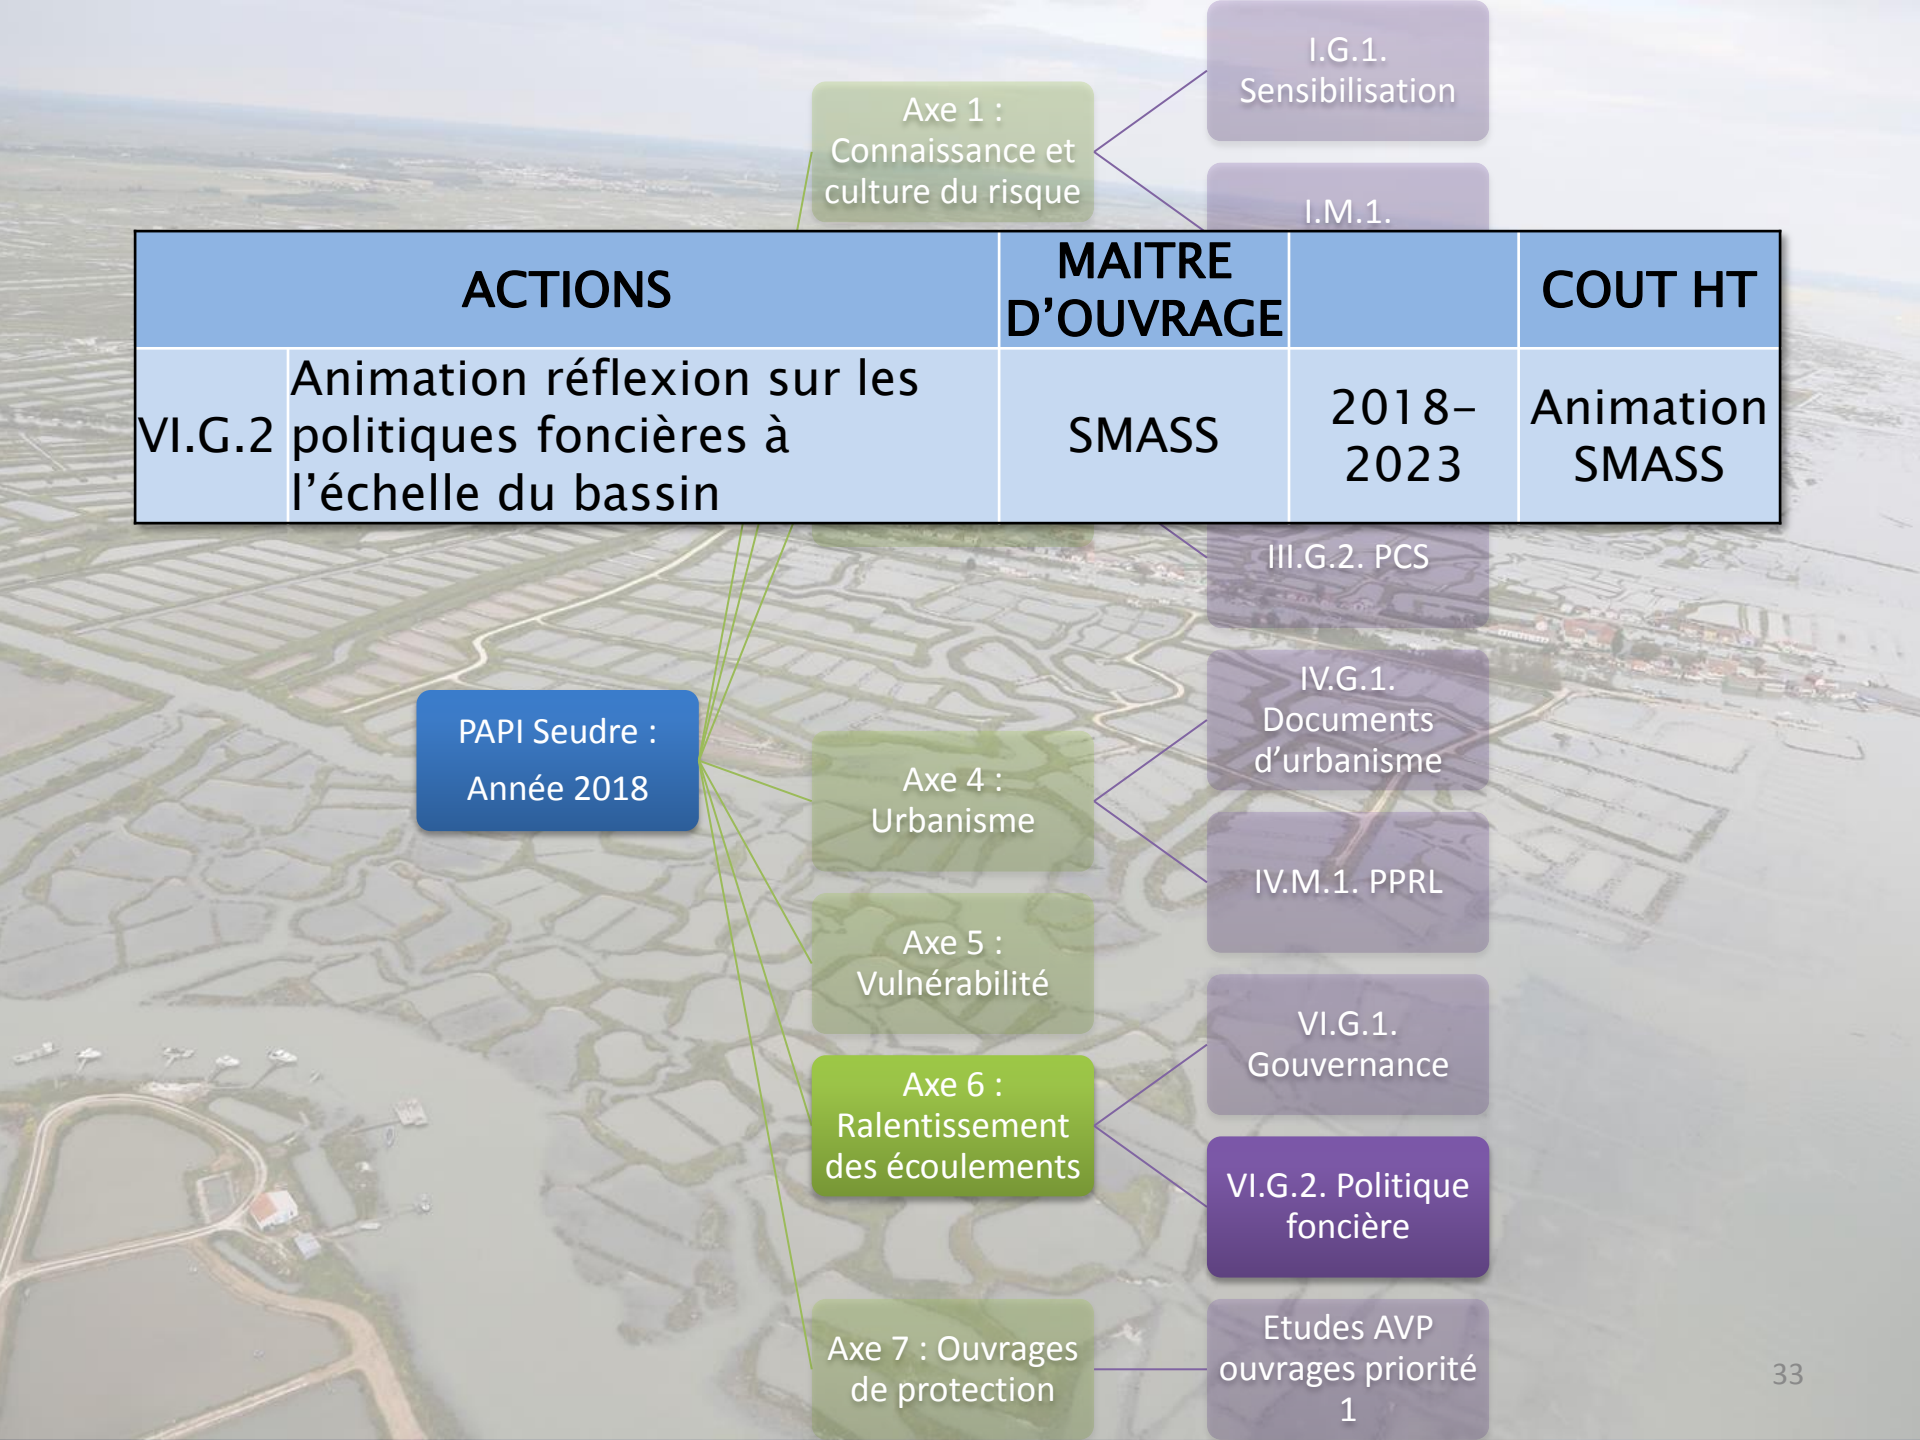 I.G.1.
Sensibilisation
Axe 1 :
Connaissance et
culture du risque
I.M.1.
ACTIONS
MAITRE
D’OUVRAGE
COUT HT
VI.G.2
Animation réflexion sur les
politiques foncières à
l’échelle du bassin
SMASS
2018-
2023
Animation
SMASS
III.G.2. PCS
PAPI Seudre :
Année 2018
IV.G.1.
Documents
d’urbanisme
Axe 4 :
Urbanisme
IV.M.1. PPRL
Axe 5 :
Vulnérabilité
VI.G.1.
Gouvernance
Axe 6 :
Ralentissement
des écoulements
VI.G.2. Politique
foncière
Axe 7 : Ouvrages
de protection
Etudes AVP
ouvrages priorité
1
33